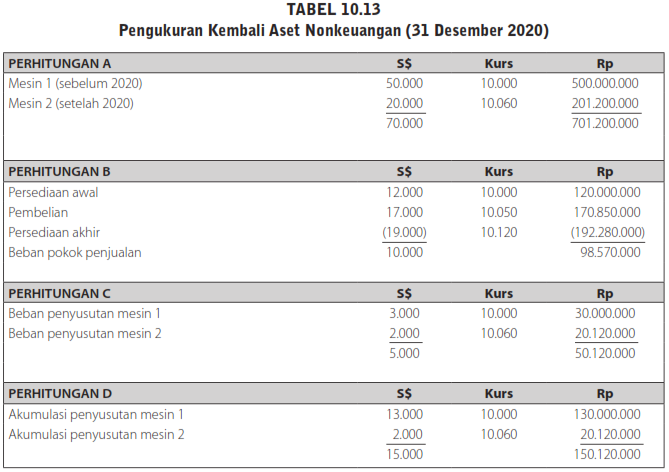 TABEL 10.13
Pengukuran Kembali Aset Nonkeuangan (31 Desember 2020)
PERHITUNGAN A S$ Kurs Rp
Mesin 1 (sebelum 2020) 50.000 10.000 500.000.000
Mesin 2 (setelah 2020) 20.000 10.060 201.200.000
70.000 701.200.000
PERHITUNGAN B S$ Kurs Rp
Persediaan awal 12.000 10.000 120.000.000
Pembelian 17.000 10.050 170.850.000
Persediaan akhir (19.000) 10.120 (192.280.000)
Beban pokok penjualan 10.000 98.570.000
PERHITUNGAN C S$ Kurs Rp
Beban penyusutan mesin 1 3.000 10.000 30.000.000
Beban penyusutan mesin 2 2.000 10.060 20.120.000
5.000 50.120.000
PERHITUNGAN D S$ Kurs Rp
Akumulasi penyusutan mesin 1 13.000 10.000 130.000.000
Akumulasi penyusutan mesin 2 2.000 10.060 20.120.000
15.000 150.120.000